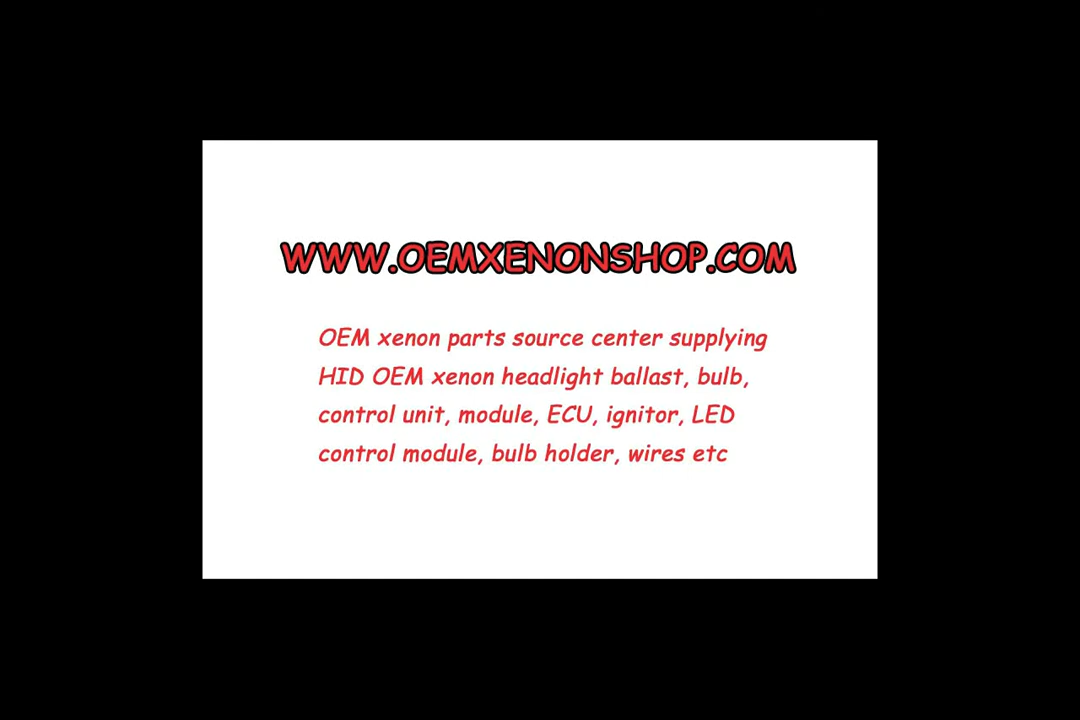 WWW.OEMXENONSHOP.COM
OEM xenon parts source center supplying
HID OEM xenon headlight ballast, bulb,
control unit, module, ECU, ignitor, LED
control module, bulb holder, wires etc